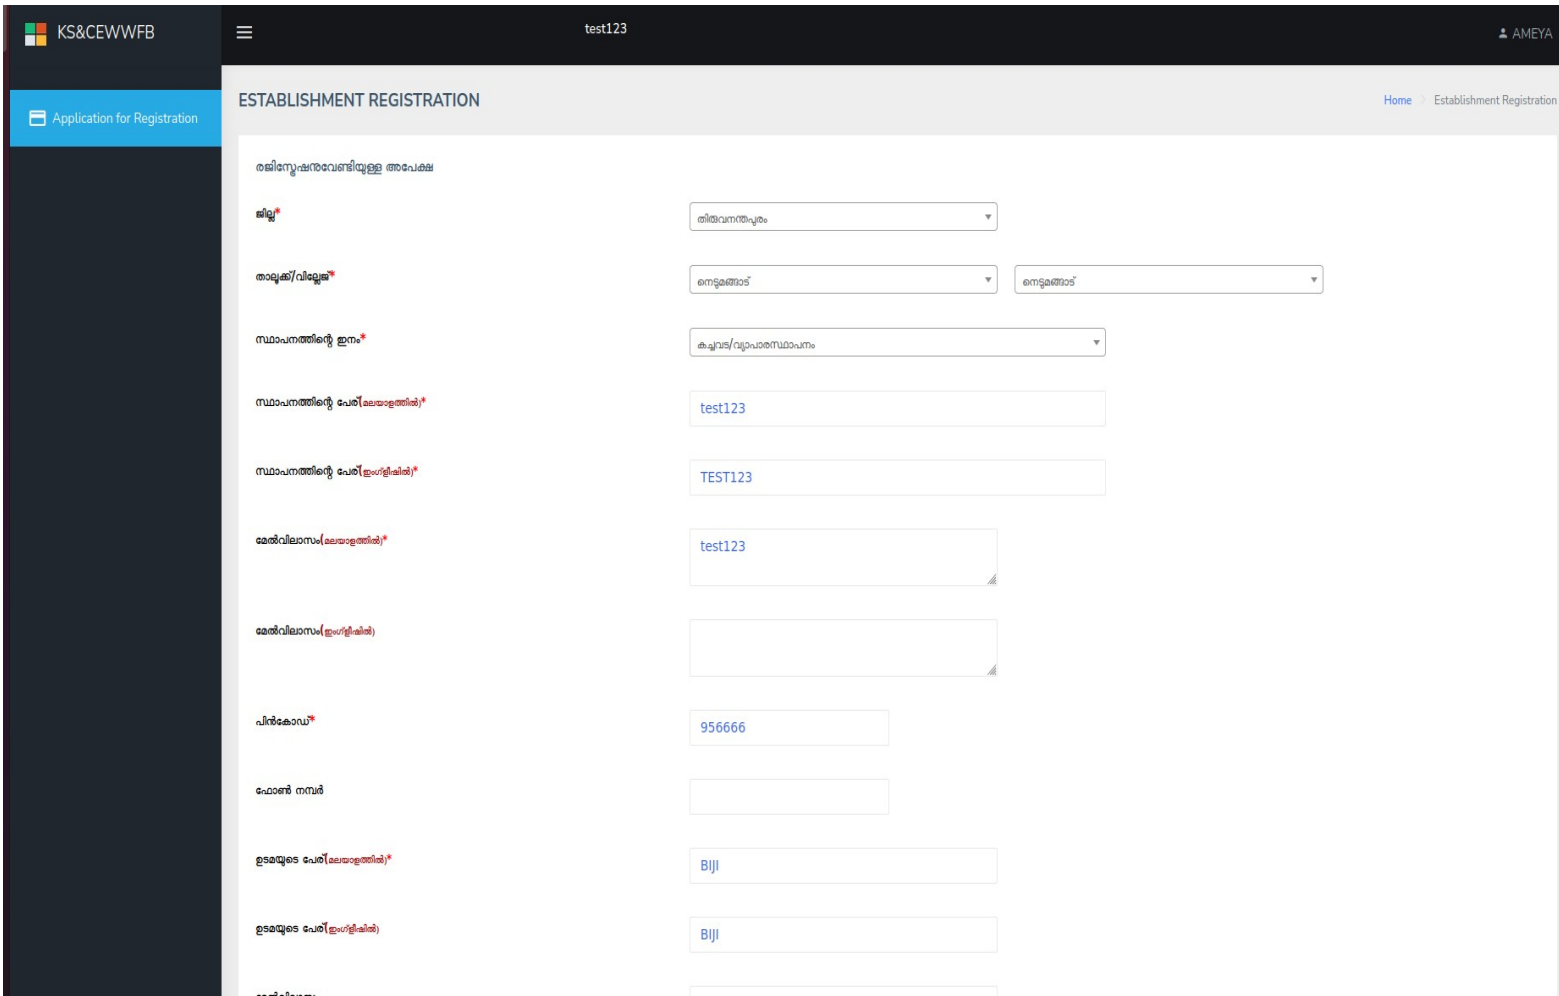 KS&CEWWFB
test123
AMEYA
Application for Registration
ESTABLISHMENT REGISTRATION
Home
Establishment Registration
രജിസ്ട്രേഷനുവേണ്ടിയുള്ള അപേക്ഷ
ജില്ല*
തിരുവനന്തപുരം
താലൂക്ക്/വില്ലേജ്*
നെടുമങ്ങാട് നെടുമങ്ങാട്
സ്ഥാപനത്തിന്റെ ഇനം*
കച്ചവട/വ്യാപാരസ്ഥാപനം
സ്ഥാപനത്തിന്റെ പേര്(മലയാളത്തിൽ)*
test123
സ്ഥാപനത്തിന്റെ പേര്(ഇംഗ്ളീഷിൽ)*
TEST123
മേൽവിലാസം(മലയാളത്തിൽ)*
test123
മേൽവിലാസം(ഇംഗ്ളീഷിൽ)
പിൻകോഡ്*
956666
ഫോൺ നമ്പർ
ഉടമയുടെ പേര്(മലയാളത്തിൽ)*
BIJI
ഉടമയുടെ പേര്(ഇംഗ്ളീഷിൽ)
BIJI